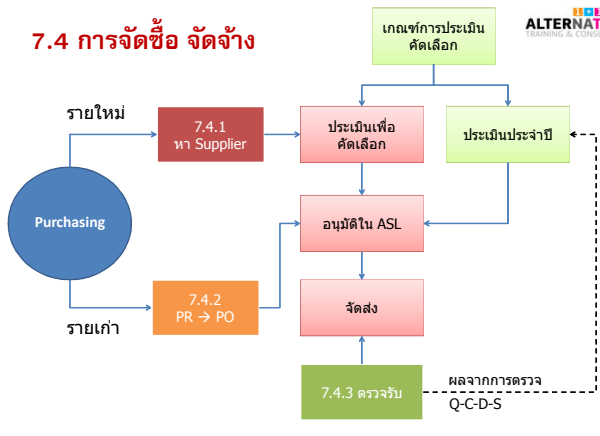 7.4 การจัดซื้อ จัดจ้าง
เกณฑ์การประเมิน
คัดเลือก
ALTERNAT
TRAINING & CONSU
รายใหม่
7.4.1
หา Supplier
ประเมินเพื่อ
คัดเลือก
ประเมินประจำปี
Purchasing
อนุมัติใน ASL
7.4.2
PR → PO
รายเก่า
จัดส่ง
7.4.3 ตรวจรับ
ผลจากการตรวจ
Q-C-D-S